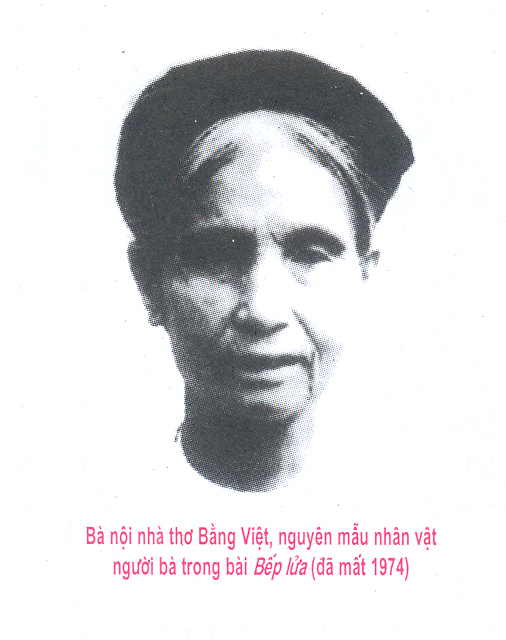 Bà nội nhà thơ Bằng Việt, nguyên mẫu nhân vật
người bà trong bài Bếp lửa (đã mất 1974)